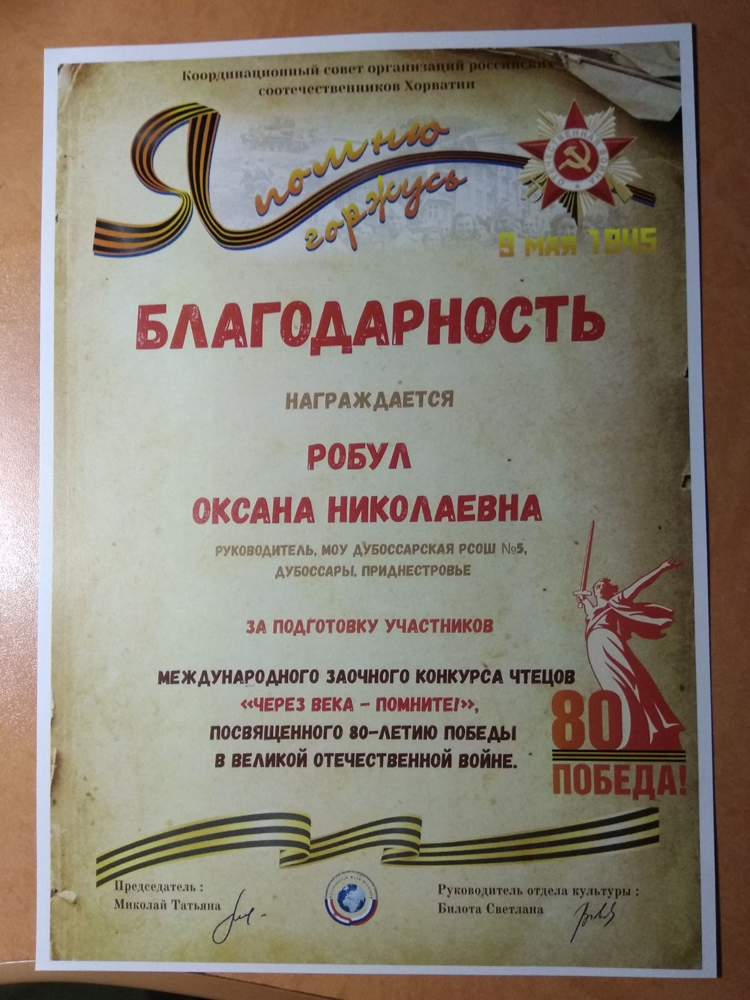 Координационный совет организаций российских
соотечественников Хорватии
Я помню
горжусь
ОТЕЧЕСТВЕННАЯ ВОЙНА
9 МАЯ 1945
БЛАГОДАРНОСТЬ
НАГРАЖДАЕТСЯ
РОБУЛ
ОКСАНА НИКОЛАЕВНА
РУКОВОДИТЕЛЬ, МОУ ДУБОССАРСКАЯ РСОШ №5,
ДУБОССАРЫ, ПРИДНЕСТРОВЬЕ
ЗА ПОДГОТОВКУ УЧАСТНИКОВ
МЕЖДУНАРОДНОГО ЗАОЧНОГО КОНКУРСА ЧТЕЦОВ
«ЧЕРЕЗ ВЕКА – ПОМНИТЕ!»,
ПОСВЯЩЕННОГО 80-ЛЕТИЮ ПОБЕДЫ
В ВЕЛИКОЙ ОТЕЧЕСТВЕННОЙ ВОЙНЕ.
80
ПОБЕДА!
Председатель :
Миколай Татьяна
Руководитель отдела культуры :
Билота Светлана